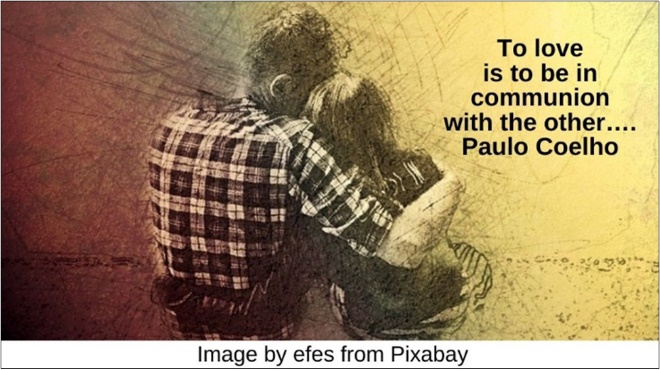 To love
is to be in
communion
with the other....
Paulo Coelho
Image by efes from Pixabay